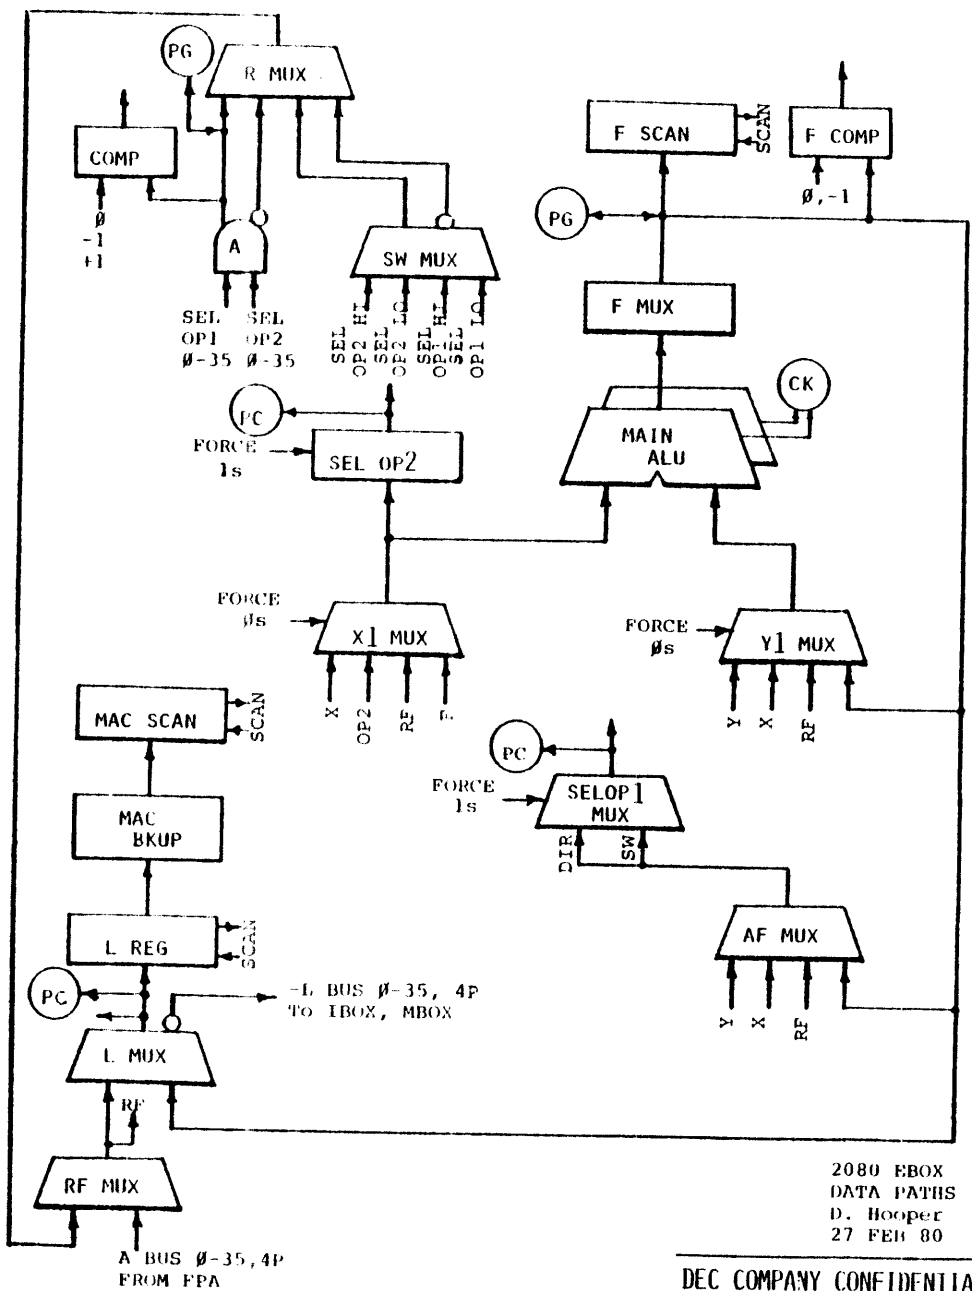 PG
R MUX
COMP
Ø
-1
+1
A
SEL
OP1
Ø-35
SEL
OP2
Ø-35
SW MUX
SEL
OP2 HI
SEL
OP2 LO
SEL
OP1 HI
SEL
OP1 LO
F SCAN
SCAN
F COMP
Ø,-1
PG
F MUX
CK
MAIN
ALU
PC
FORCE
1s
SEL OP2
FORCE
Øs
X1 MUX
X
OP2
RF
F
FORCE
Øs
Y1 MUX
Y
X
RF
MAC SCAN
SCAN
PC
FORCE
1s
SELOP1
MUX
DIR
SW
MAC
BKUP
L REG
SCAN
AF MUX
Y
X
RF
PC
-L BUS Ø-35, 4P
TO IBOX, MBOX
L MUX
RF
RF MUX
A BUS Ø-35,4P
FROM FPA
2080 EBOX
DATA PATHS
D. Hooper
27 FEB 80
DEC COMPANY CONFIDENTIA